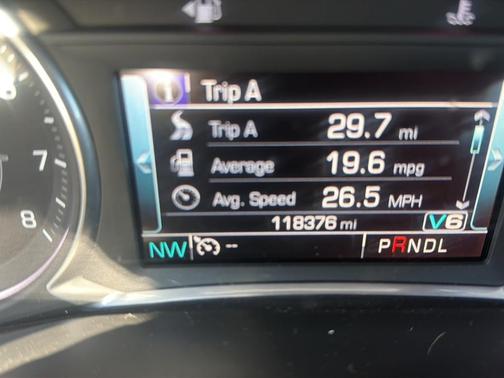 Trip A
Trip A 29.7 mi
Average 19.6 mpg
7
Avg. Speed 26.5 MPH
8
118376 mi V6
NW -- PRNDL